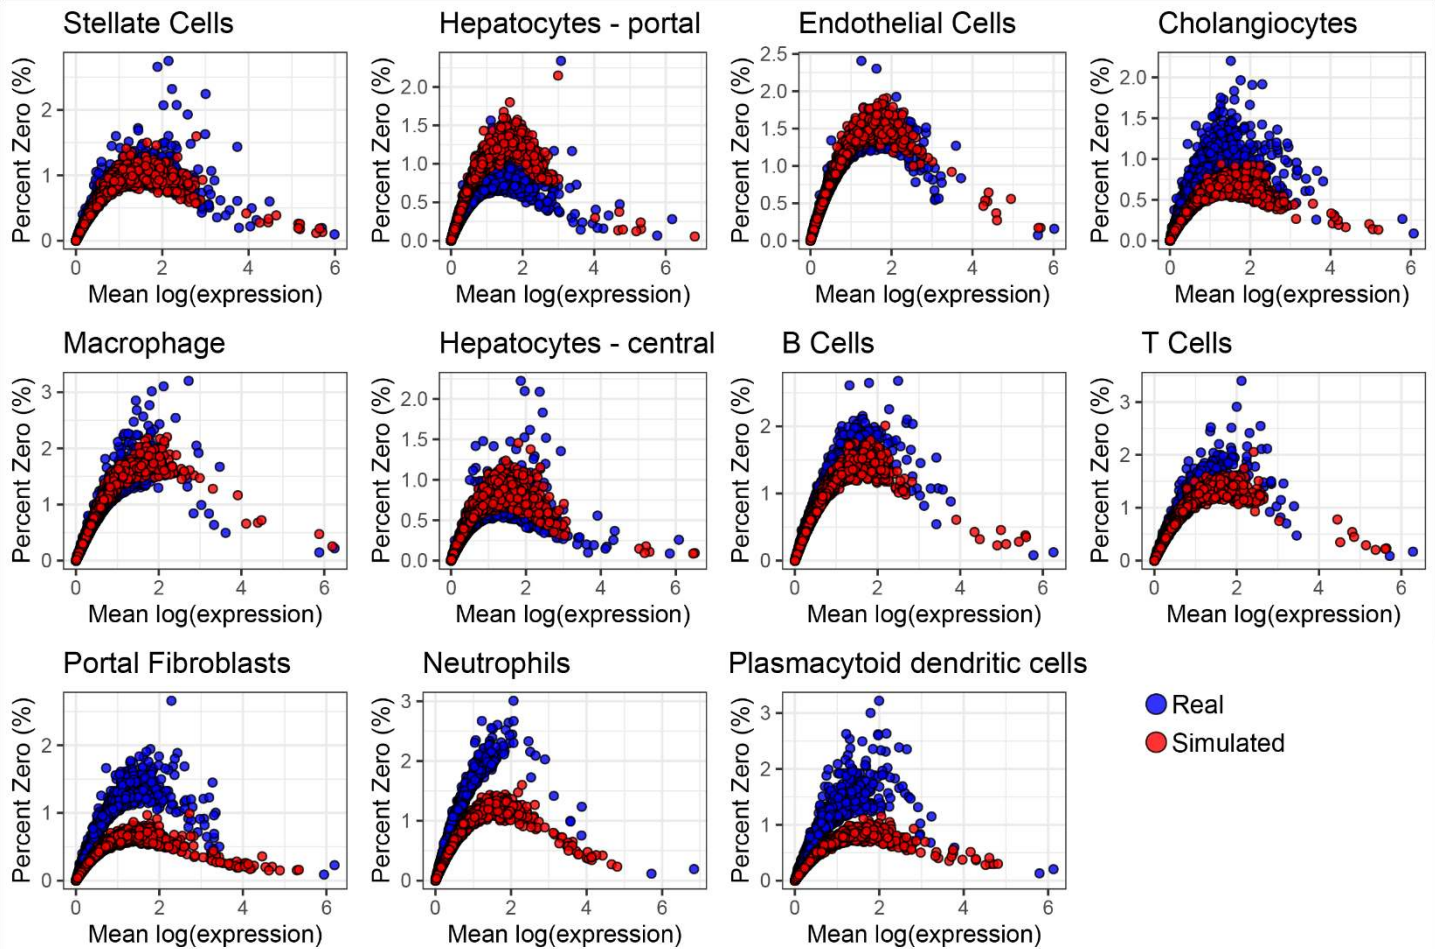 Stellate Cells
Percent Zero (%)
2
1
0
0 2 4 6
Mean log(expression)
Hepatocytes - portal
Percent Zero (%)
2.0
1.5
1.0
0.5
0.0
0 2 4 6
Mean log(expression)
Endothelial Cells
Percent Zero (%)
2.5
2.0
1.5
1.0
0.5
0.0
0 2 4 6
Mean log(expression)
Cholangiocytes
Percent Zero (%)
2.0
1.5
1.0
0.5
0.0
0 2 4 6
Mean log(expression)
Macrophage
Percent Zero (%)
3
2
1
0
0 2 4 6
Mean log(expression)
Hepatocytes - central
Percent Zero (%)
2.0
1.5
1.0
0.5
0.0
0 2 4 6
Mean log(expression)
B Cells
Percent Zero (%)
2
1
0
0 2 4 6
Mean log(expression)
T Cells
Percent Zero (%)
3
2
1
0
0 2 4 6
Mean log(expression)
Portal Fibroblasts
Percent Zero (%)
2
1
0
0 2 4 6
Mean log(expression)
Neutrophils
Percent Zero (%)
3
2
1
0
0 2 4 6
Mean log(expression)
Plasmacytoid dendritic cells
Percent Zero (%)
3
2
1
0
0 2 4 6
Mean log(expression)
Real
Simulated